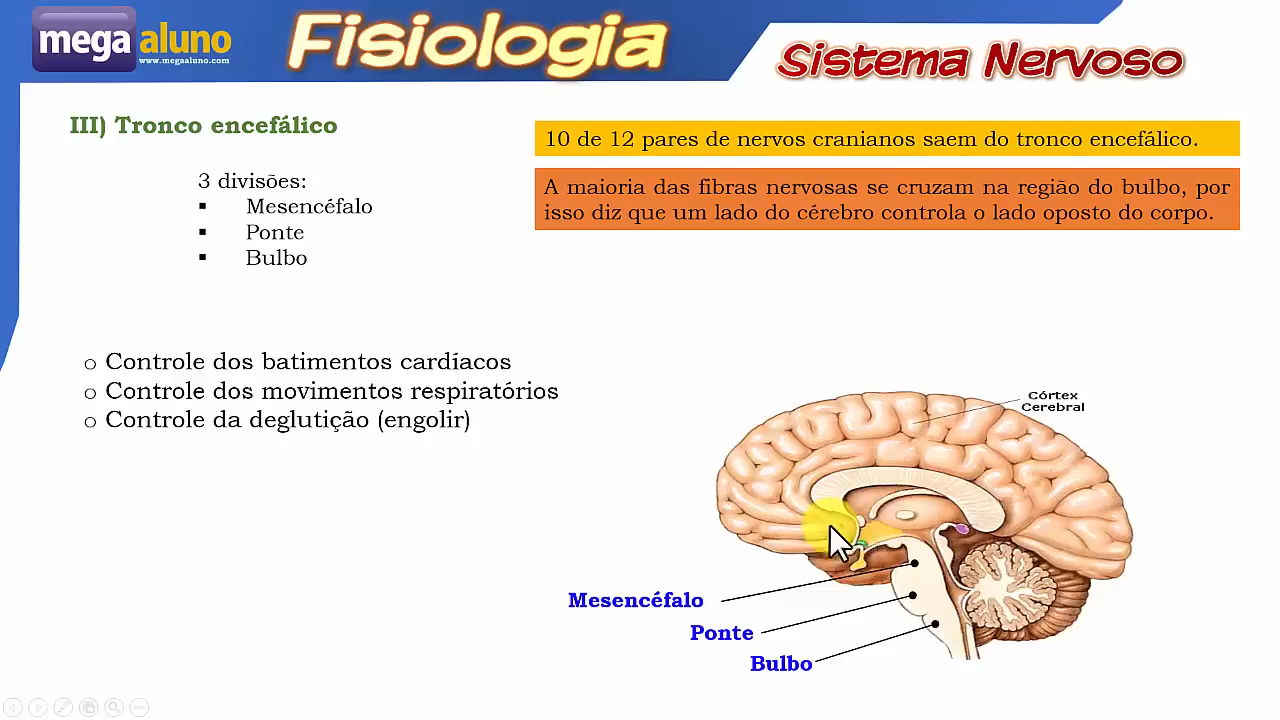 mega aluno
www.megaaluno.com
Fisiologia
Sistema Nervoso
III) Tronco encefálico
10 de 12 pares de nervos cranianos saem do tronco encefálico.
A maioria das fibras nervosas se cruzam na região do bulbo, por
isso diz que um lado do cérebro controla o lado oposto do corpo.
3 divisões:
▪ Mesencéfalo
▪ Ponte
▪ Bulbo
o Controle dos batimentos cardíacos
o Controle dos movimentos respiratórios
o Controle da deglutição (engolir)
Córtex
Cerebral
Mesencéfalo
Ponte
Bulbo